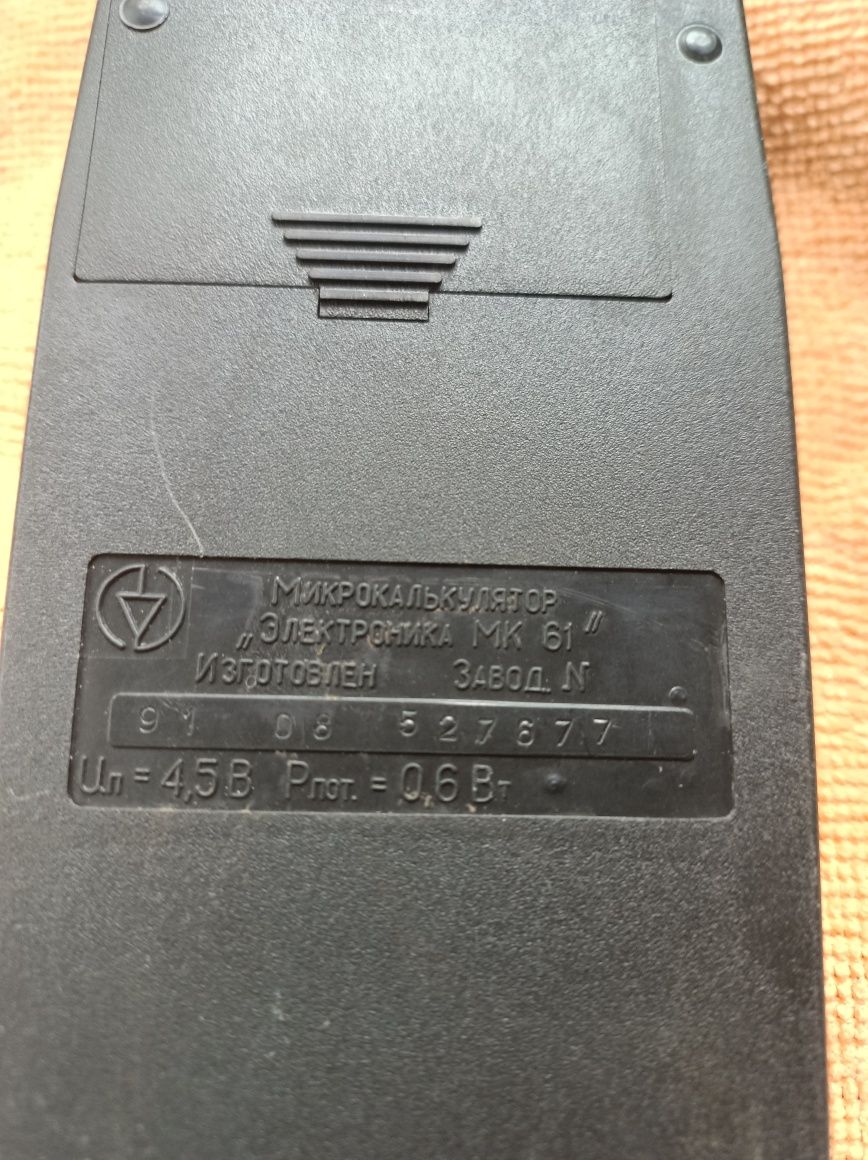 Микрокалькулятор
„Электроника МК 61”
Изготовлен Завод. N
91 08 527677
Uп = 4,5 В Pпот. = 0,6 Вт